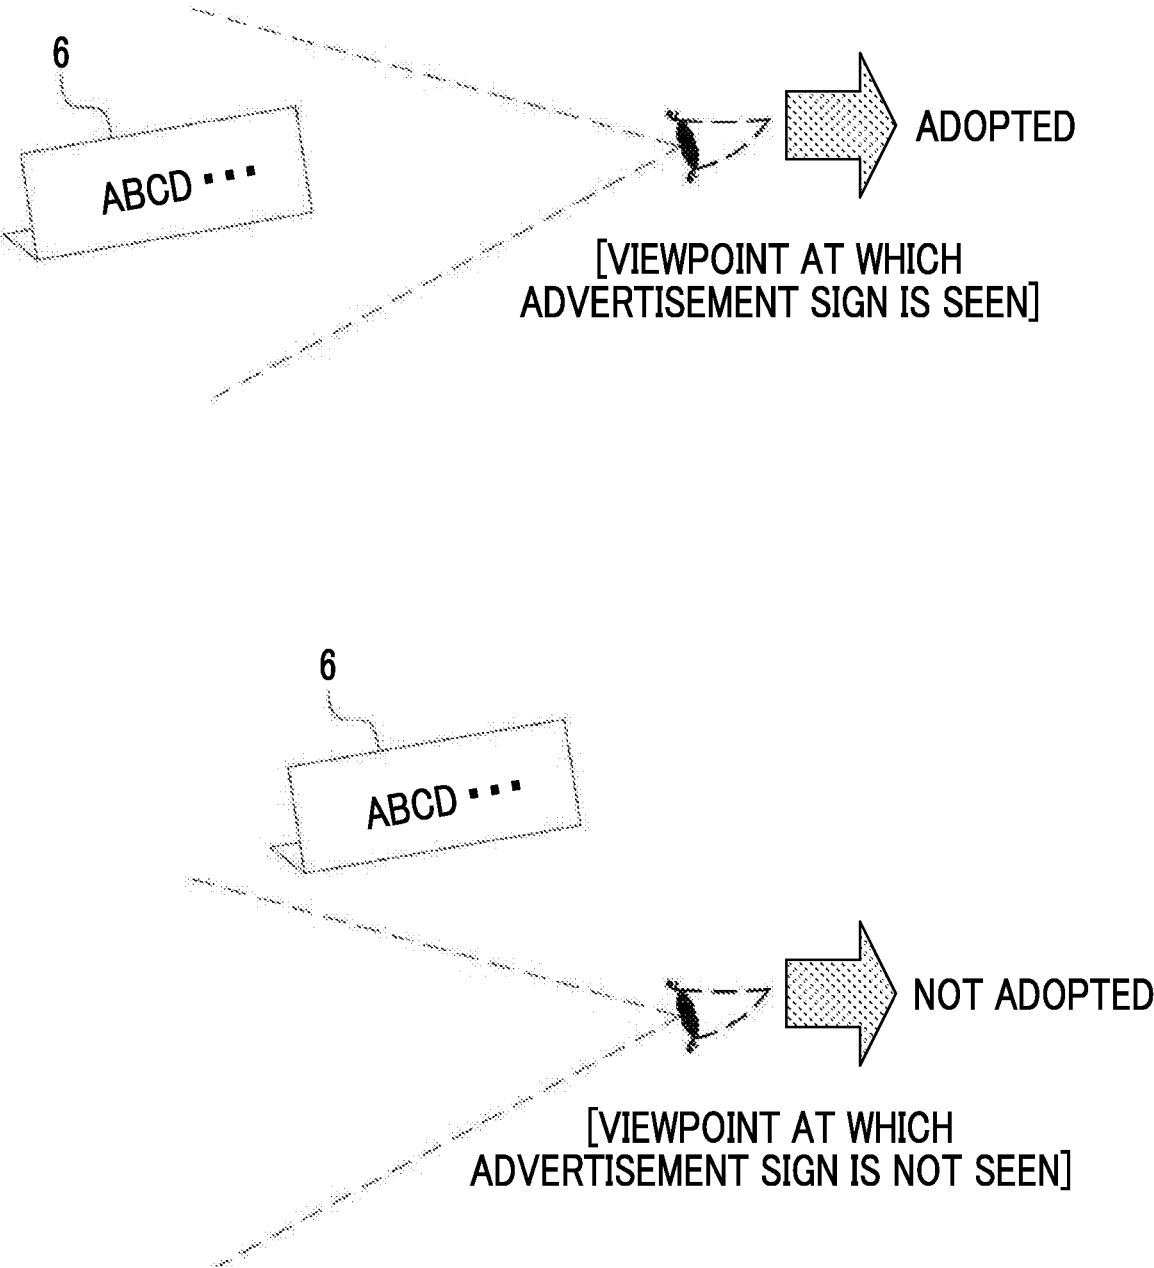 6
ABCD ▪▪▪
ADOPTED
[VIEWPOINT AT WHICH
ADVERTISEMENT SIGN IS SEEN]
6
ABCD ▪▪▪
NOT ADOPTED
[VIEWPOINT AT WHICH
ADVERTISEMENT SIGN IS NOT SEEN]